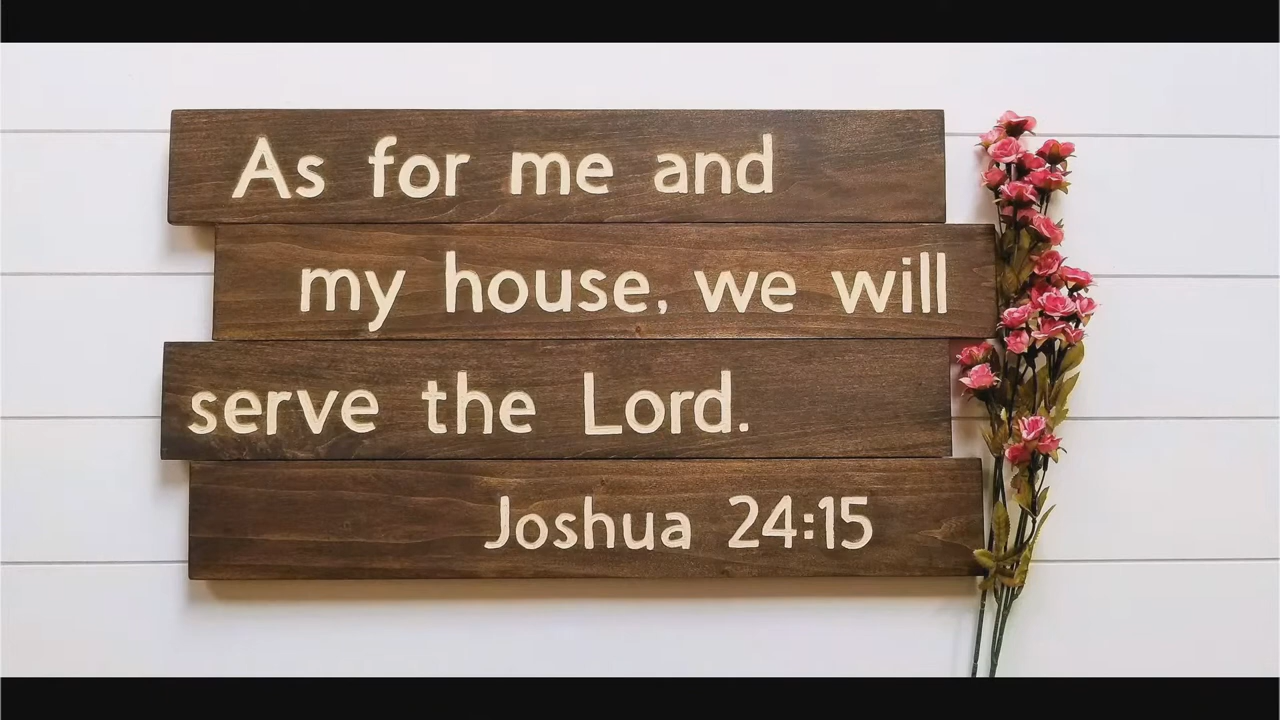 As for me and
my house, we will
serve the Lord.
Joshua 24:15